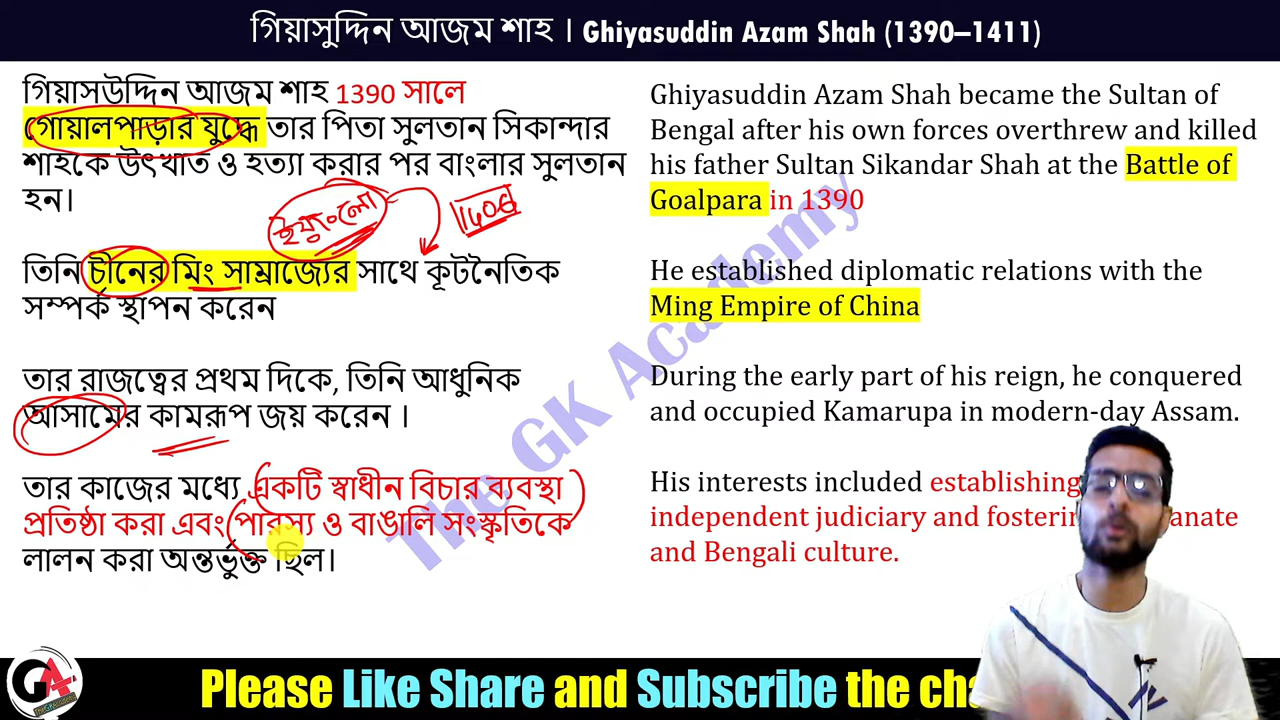 গিয়াসুদ্দিন আজম শাহ । Ghiyasuddin Azam Shah (1390–1411)
গিয়াসউদ্দিন আজম শাহ 1390 সালে
গোয়ালপাড়ার যুদ্ধে তার পিতা সুলতান সিকান্দার
শাহকে উৎখাত ও হত্যা করার পর বাংলার সুলতান
হন।
ইয়ুংলো
1406
তিনি চীনের মিং সাম্রাজ্যের সাথে কূটনৈতিক
সম্পর্ক স্থাপন করেন
তার রাজত্বের প্রথম দিকে, তিনি আধুনিক
আসামের কামরূপ জয় করেন ।
তার কাজের মধ্যে একটি স্বাধীন বিচার ব্যবস্থা
প্রতিষ্ঠা করা এবং পারস্য ও বাঙালি সংস্কৃতিকে
লালন করা অন্তর্ভুক্ত ছিল।
Ghiyasuddin Azam Shah became the Sultan of
Bengal after his own forces overthrew and killed
his father Sultan Sikandar Shah at the Battle of
Goalpara in 1390
He established diplomatic relations with the
Ming Empire of China
During the early part of his reign, he conquered
and occupied Kamarupa in modern-day Assam.
His interests included establishing
independent judiciary and fosterin anate
and Bengali culture.
The GK Academy
GA
Please Like Share and Subscribe the cha